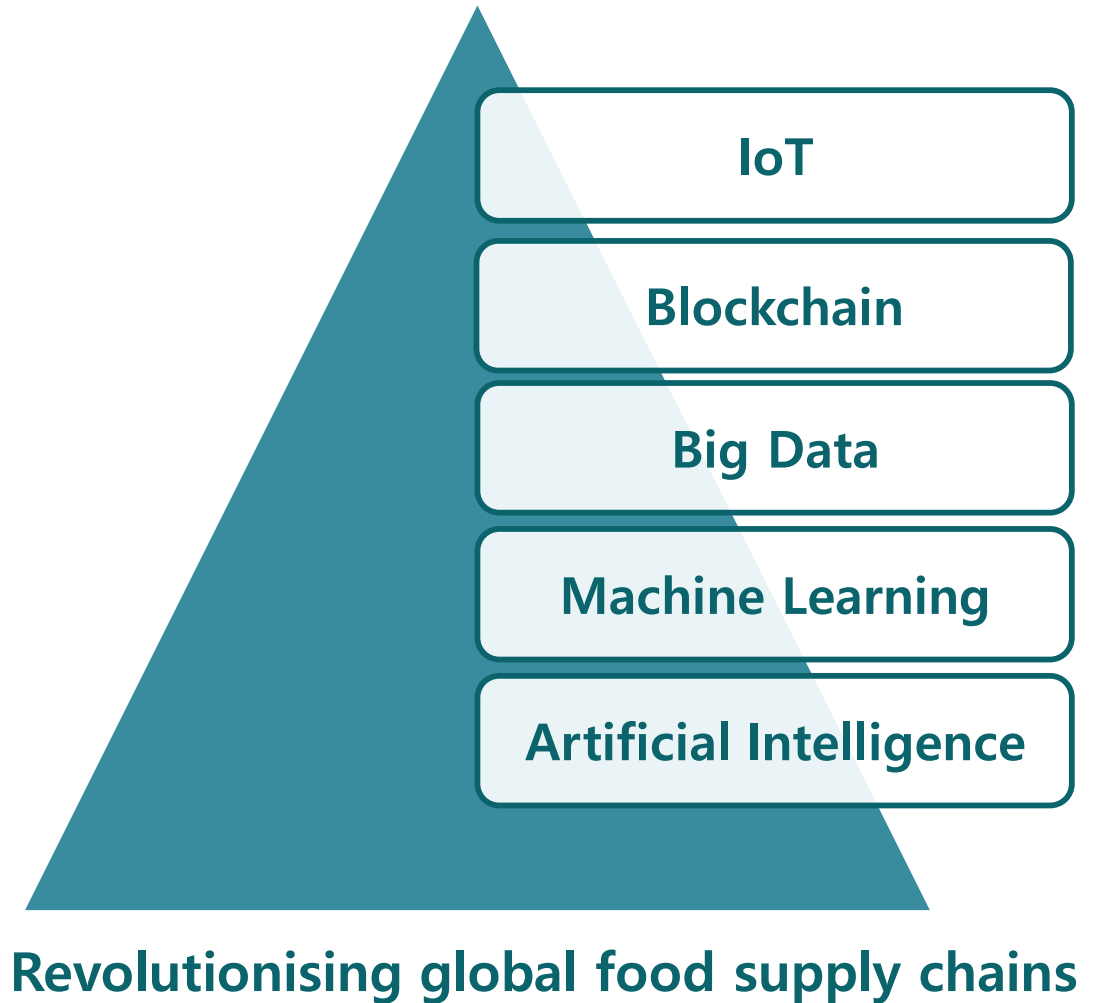 IoT
Blockchain
Big Data
Machine Learning
Artificial Intelligence
Revolutionising global food supply chains